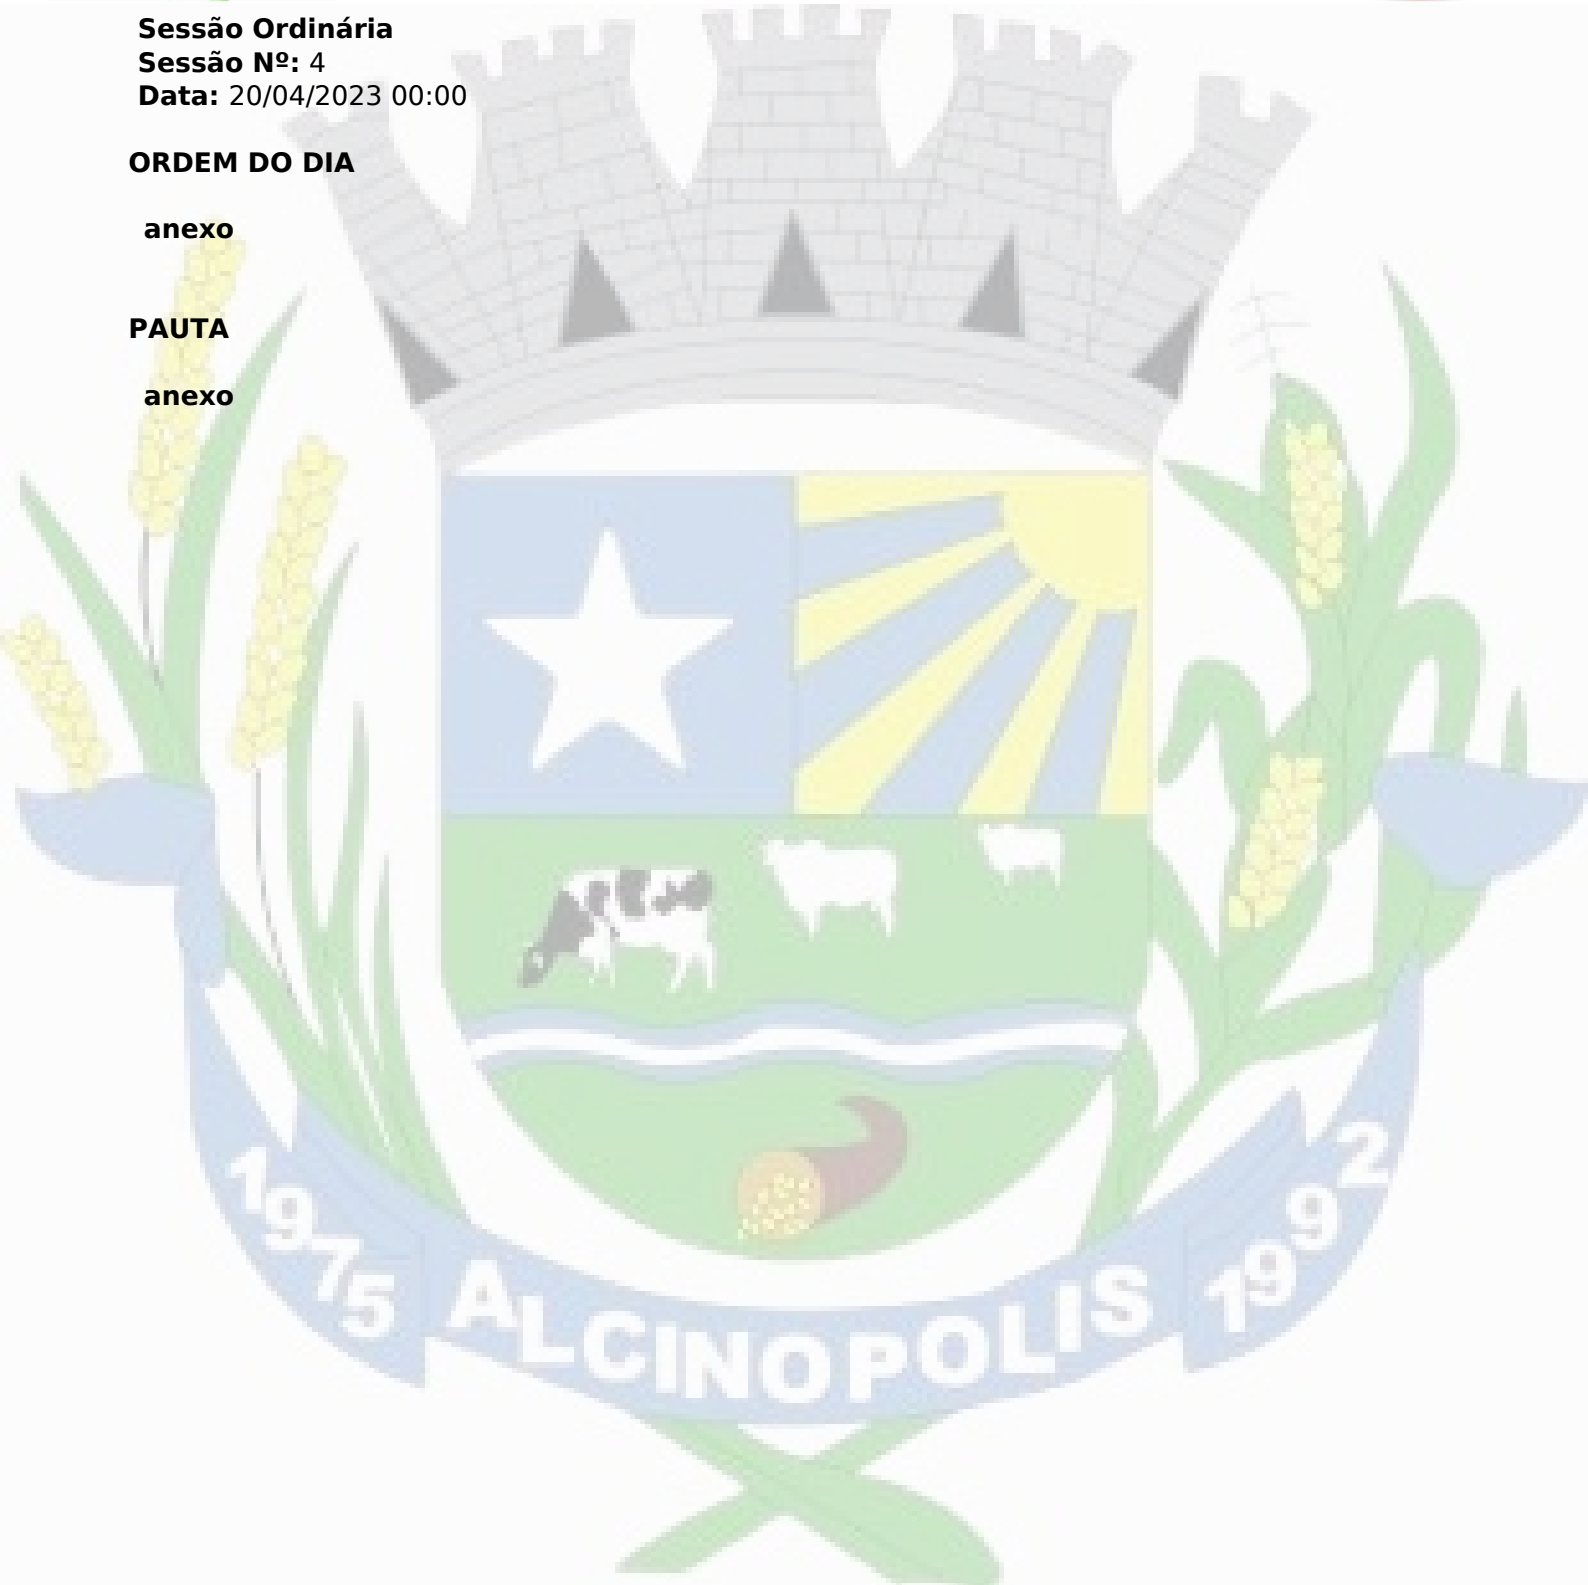 Sessão Ordinária
Sessão Nº: 4
Data: 20/04/2023 00:00
ORDEM DO DIA
anexo
PAUTA
anexo
1975 ALCINOPOLIS 1992